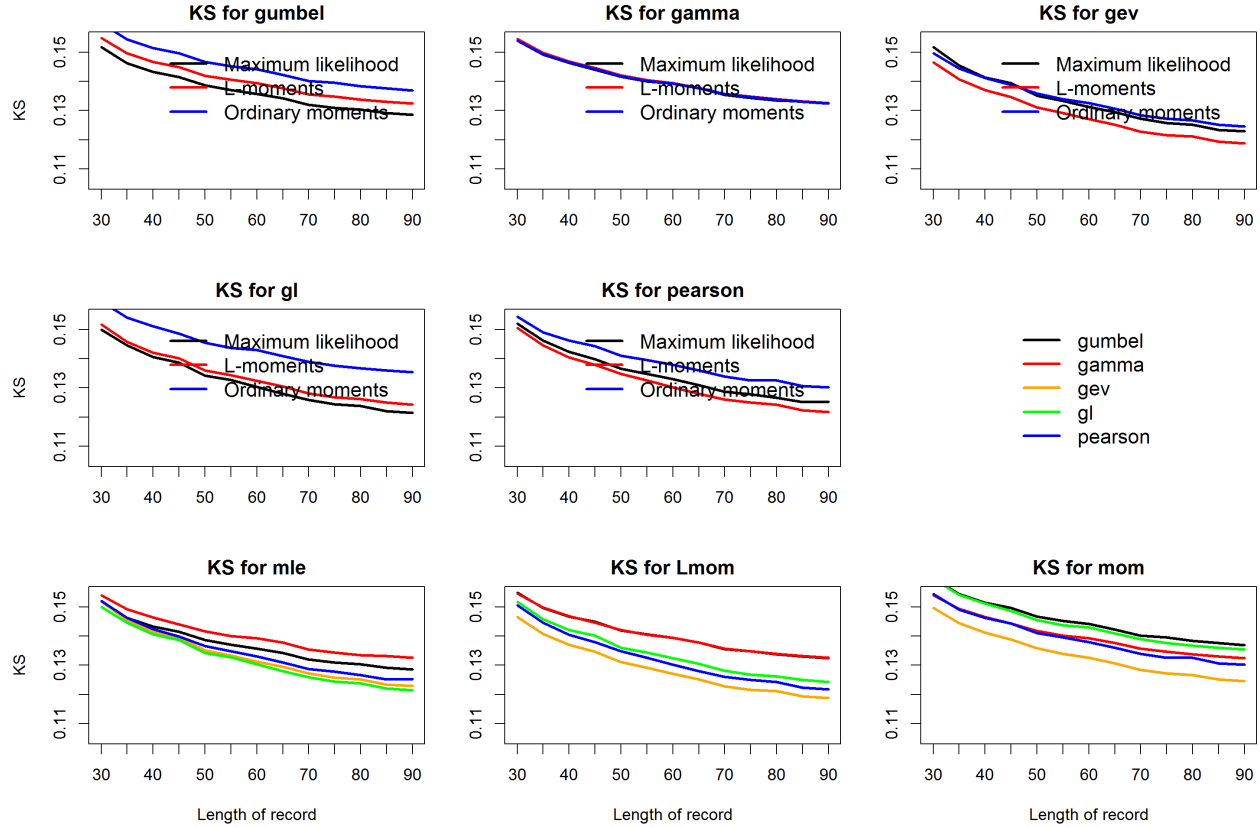 KS for gumbel
KS for gamma
KS for gev
KS
0.11 0.13 0.15
Maximum likelihood
L-moments
Ordinary moments
30 40 50 60 70 80 90
0.11 0.13 0.15
Maximum likelihood
L-moments
Ordinary moments
30 40 50 60 70 80 90
0.11 0.13 0.15
Maximum likelihood
L-moments
Ordinary moments
30 40 50 60 70 80 90
KS for gl
KS for pearson
KS
0.11 0.13 0.15
Maximum likelihood
L-moments
Ordinary moments
30 40 50 60 70 80 90
0.11 0.13 0.15
Maximum likelihood
L-moments
Ordinary moments
30 40 50 60 70 80 90
gumbel
gamma
gev
gl
pearson
KS for mle
KS for Lmom
KS for mom
KS
0.11 0.13 0.15
30 40 50 60 70 80 90
Length of record
0.11 0.13 0.15
30 40 50 60 70 80 90
Length of record
0.11 0.13 0.15
30 40 50 60 70 80 90
Length of record